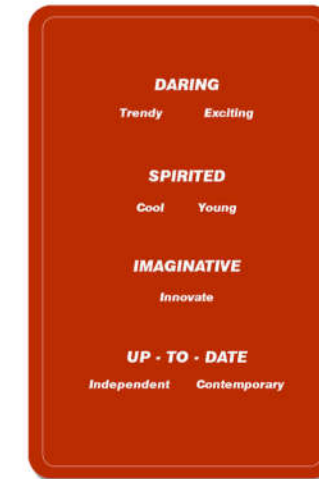 DARING
Trendy Exciting
SPIRITED
Cool Young
IMAGINATIVE
Innovate
UP - TO - DATE
Independent Contemporary